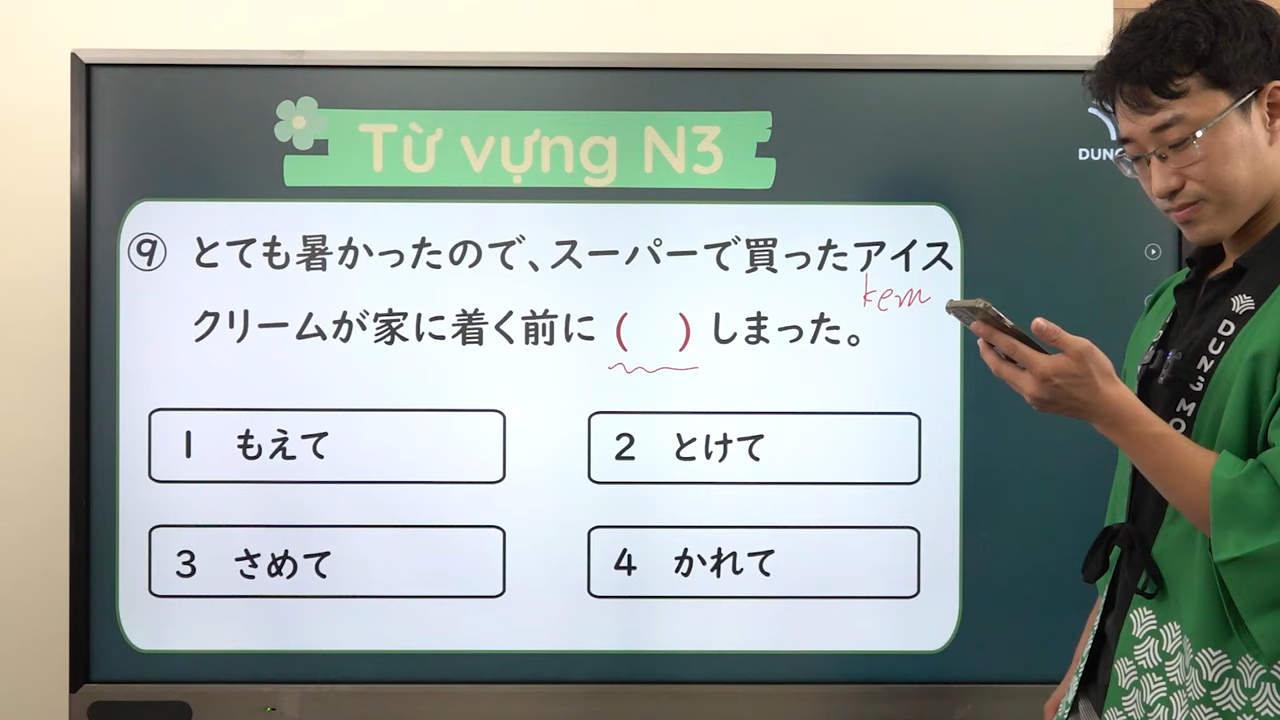 Từ vựng N3
DUNG
⑨ とても暑かったので、スーパーで買ったアイス
kem
クリームが家に着く前に ( ) しまった。
1 もえて
2 とけて
3 さめて
4 かれて
DUNG MO